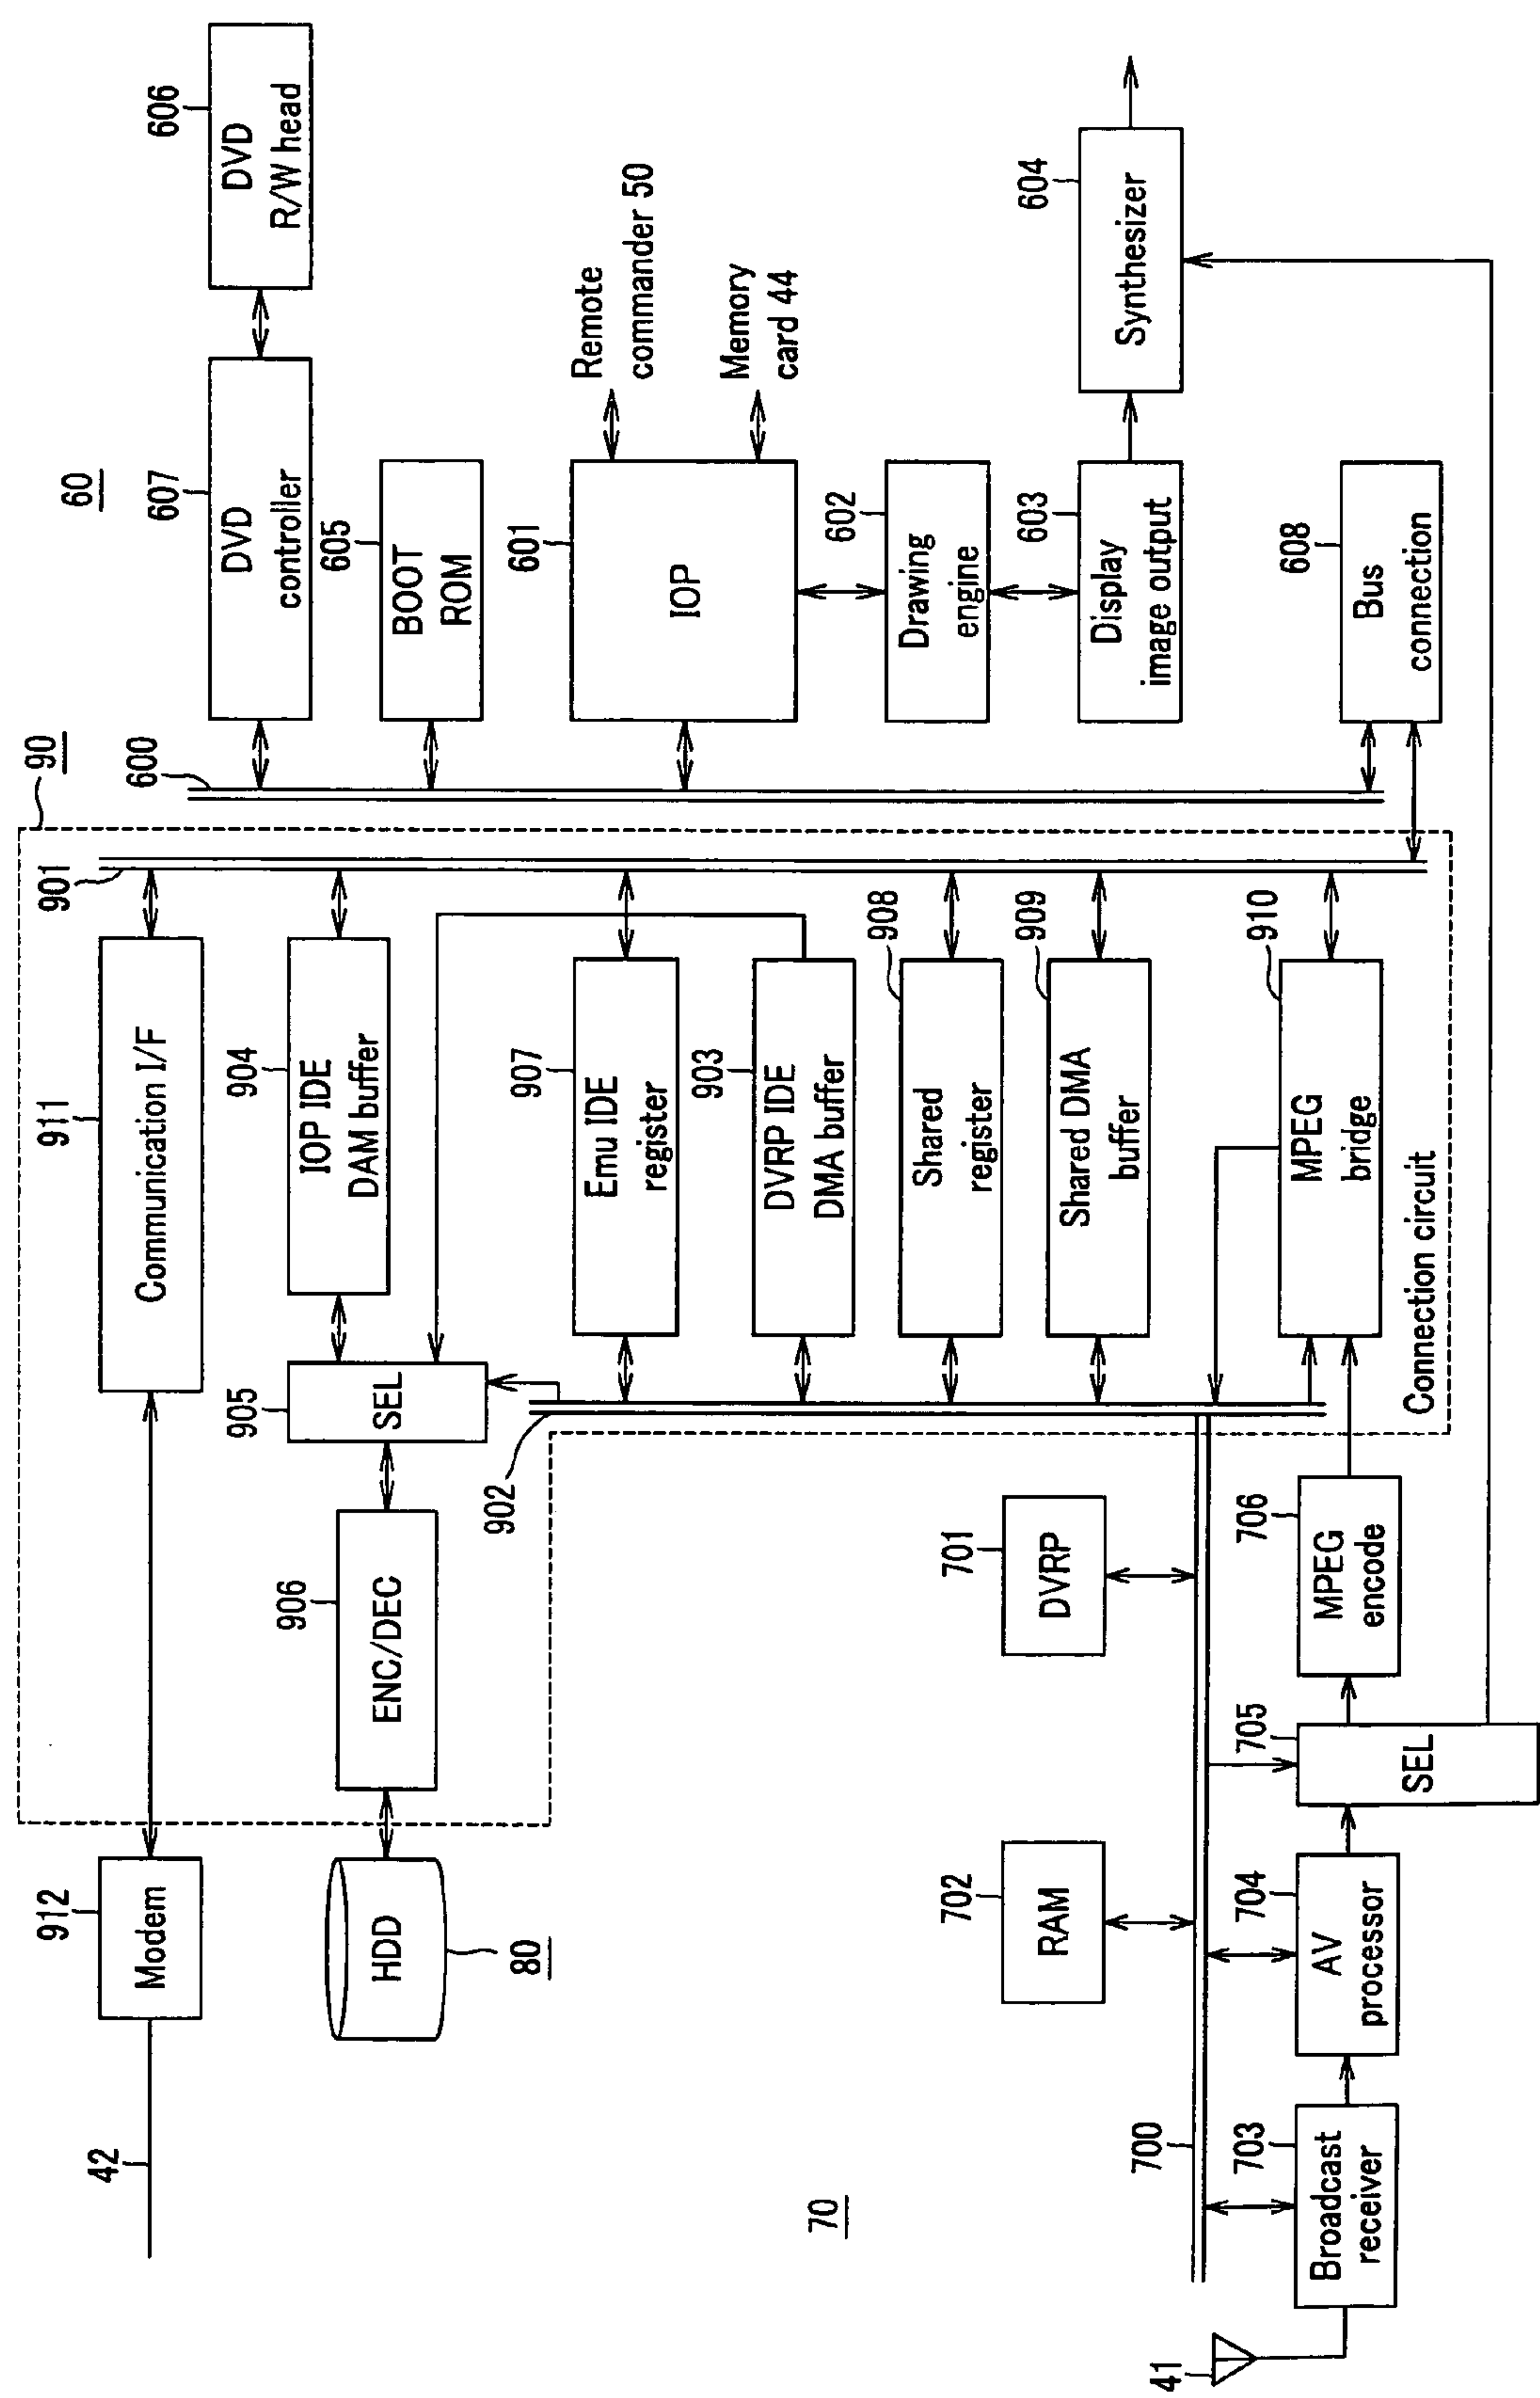 60
606
DVD
R/W head
607
DVD
controller
605
BOOT
ROM
601
IOP
Remote
commander 50
Memory
card 44
602
Drawing
engine
603
Display
image output
604
Synthesizer
608
Bus
connection
600
90
901
911
Communication I/F
904
IOP IDE
DAM buffer
905
SEL
906
ENC/DEC
907
Emu IDE
register
903
DVRP IDE
DMA buffer
908
Shared
register
909
Shared DMA
buffer
910
MPEG
bridge
Connection circuit
902
912
Modem
42
HDD
80
70
701
DVRP
702
RAM
700
706
MPEG
encode
705
SEL
704
AV
processor
703
Broadcast
receiver
41